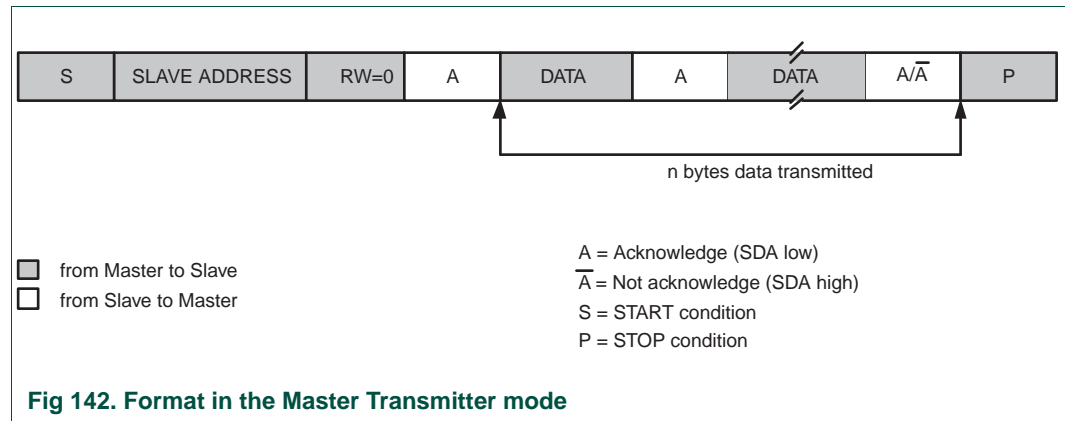 S SLAVE ADDRESS RW=0 A DATA A DATA A/A̅ P
n bytes data transmitted
from Master to Slave
from Slave to Master
A = Acknowledge (SDA low)
A̅ = Not acknowledge (SDA high)
S = START condition
P = STOP condition
Fig 142. Format in the Master Transmitter mode